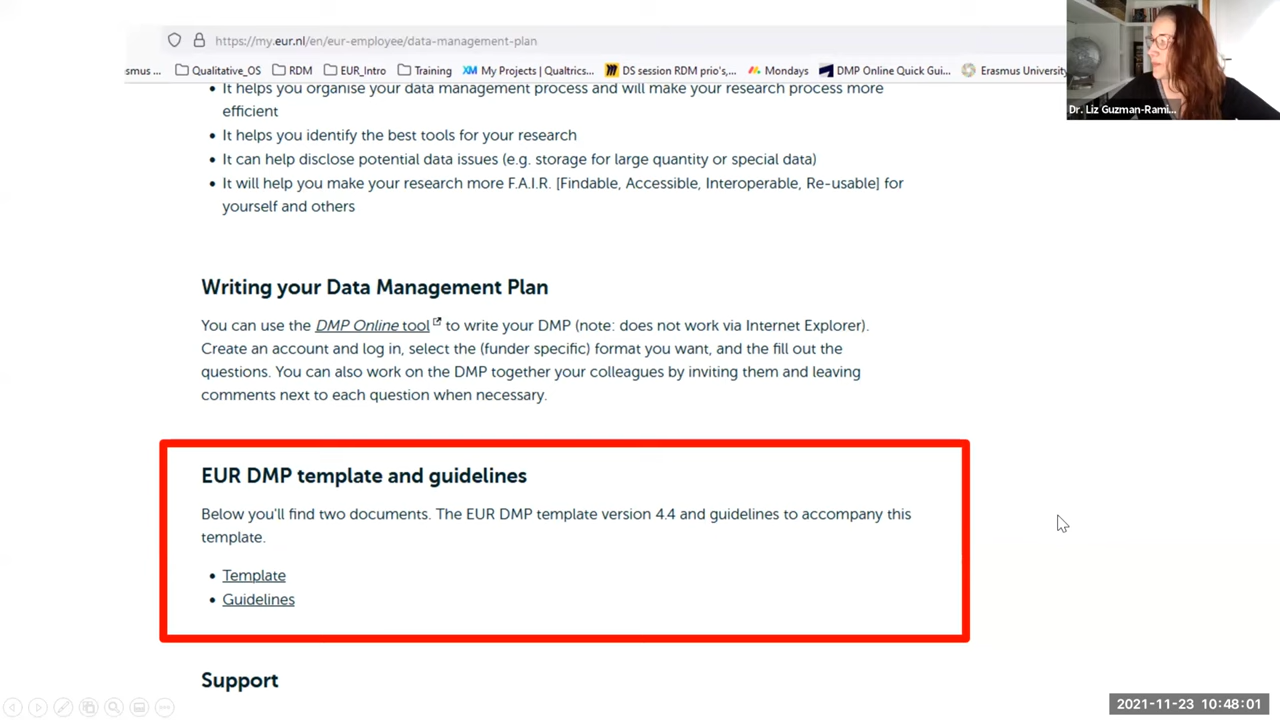 https://my.eur.nl/en/eur-employee/data-management-plan
asmus ... Qualitative_OS RDM EUR_Intro Training My Projects | Qualtrics... DS session RDM prio's,... Mondays DMP Online Quick Gui... Erasmus University
Dr. Liz Guzman-Rami...
• It helps you organise your data management process and will make your research process more
efficient
• It helps you identify the best tools for your research
• It can help disclose potential data issues (e.g. storage for large quantity or special data)
• It will help you make your research more F.A.I.R. [Findable, Accessible, Interoperable, Re-usable] for
yourself and others
Writing your Data Management Plan
You can use the DMP Online tool to write your DMP (note: does not work via Internet Explorer).
Create an account and log in, select the (funder specific) format you want, and the fill out the
questions. You can also work on the DMP together your colleagues by inviting them and leaving
comments next to each question when necessary.
EUR DMP template and guidelines
Below you'll find two documents. The EUR DMP template version 4.4 and guidelines to accompany this
template.
• Template
• Guidelines
Support
2021-11-23 10:48:01